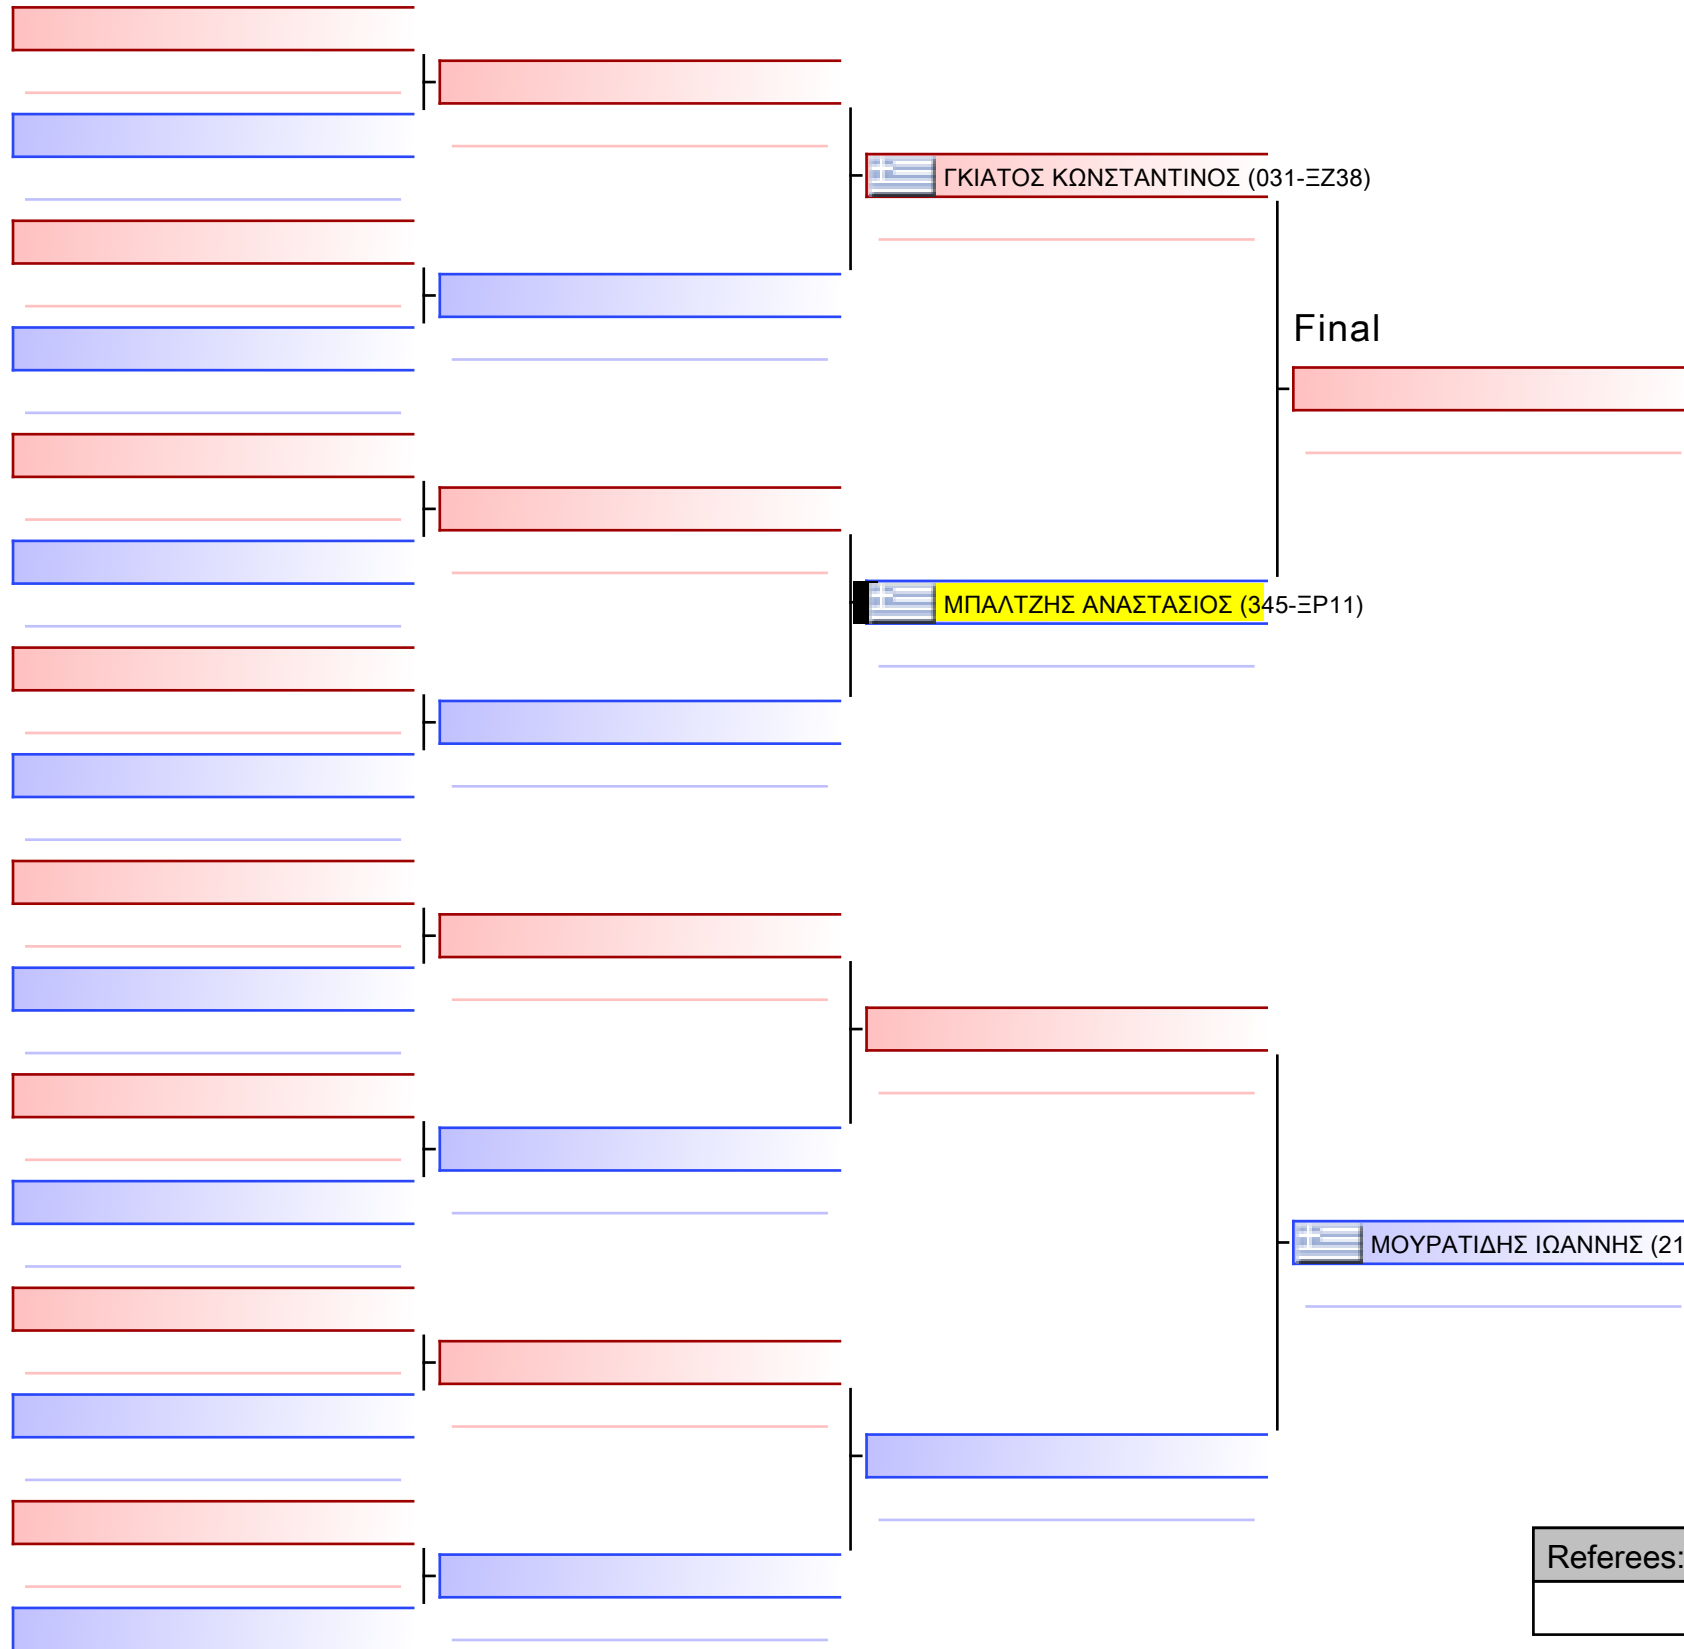 ΓΚΙΑΤΟΣ ΚΩΝΣΤΑΝΤΙΝΟΣ (031-ΞΖ38)
Final
ΜΠΑΛΤΖΗΣ ΑΝΑΣΤΑΣΙΟΣ (345-ΞΡ11)
ΜΟΥΡΑΤΙΔΗΣ ΙΩΑΝΝΗΣ (21
Referees: